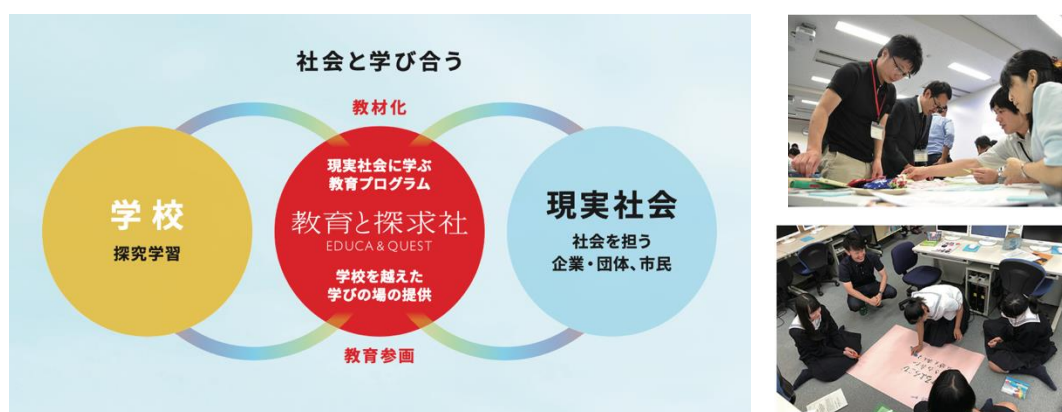 社会と学び合う
教材化
学校
探究学習
現実社会に学ぶ
教育プログラム
教育と探求社
EDUCA & QUEST
学校を越えた
学びの場の提供
現実社会
社会を担う
企業・団体、市民
教育参画